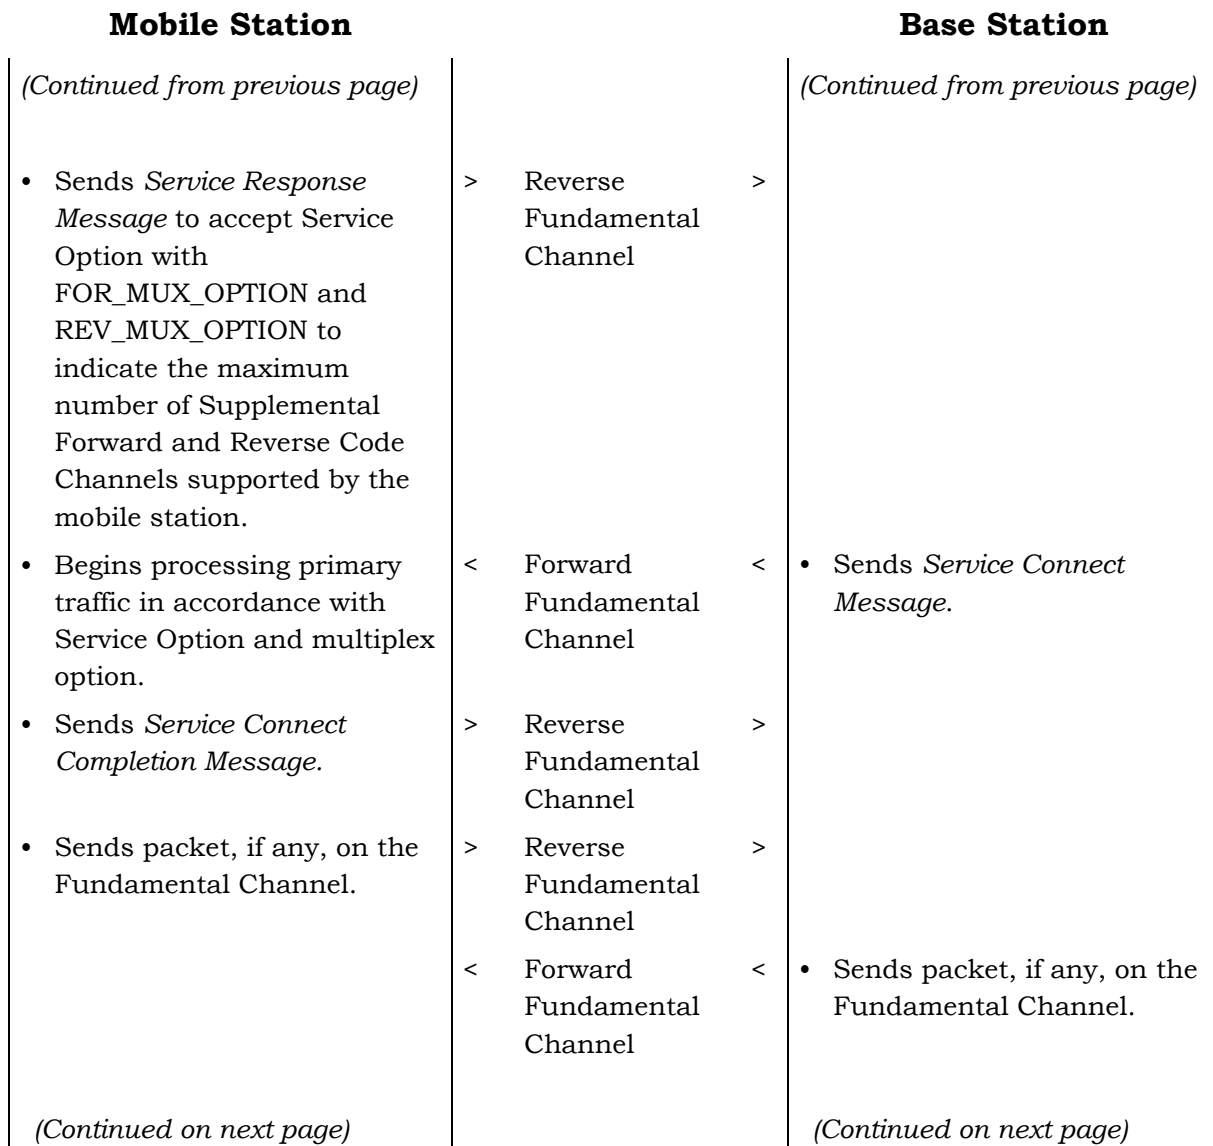 Mobile Station Base Station
(Continued from previous page) (Continued from previous page)
• Sends Service Response > Reverse >
Message to accept Service Fundamental
Option with Channel
FOR_MUX_OPTION and
REV_MUX_OPTION to
indicate the maximum
number of Supplemental
Forward and Reverse Code
Channels supported by the
mobile station.
• Begins processing primary < Forward < • Sends Service Connect
traffic in accordance with Fundamental Message.
Service Option and multiplex Channel
option.
• Sends Service Connect > Reverse >
Completion Message. Fundamental
Channel
• Sends packet, if any, on the > Reverse >
Fundamental Channel. Fundamental
Channel
< Forward < • Sends packet, if any, on the
Fundamental Fundamental Channel.
Channel
(Continued on next page) (Continued on next page)